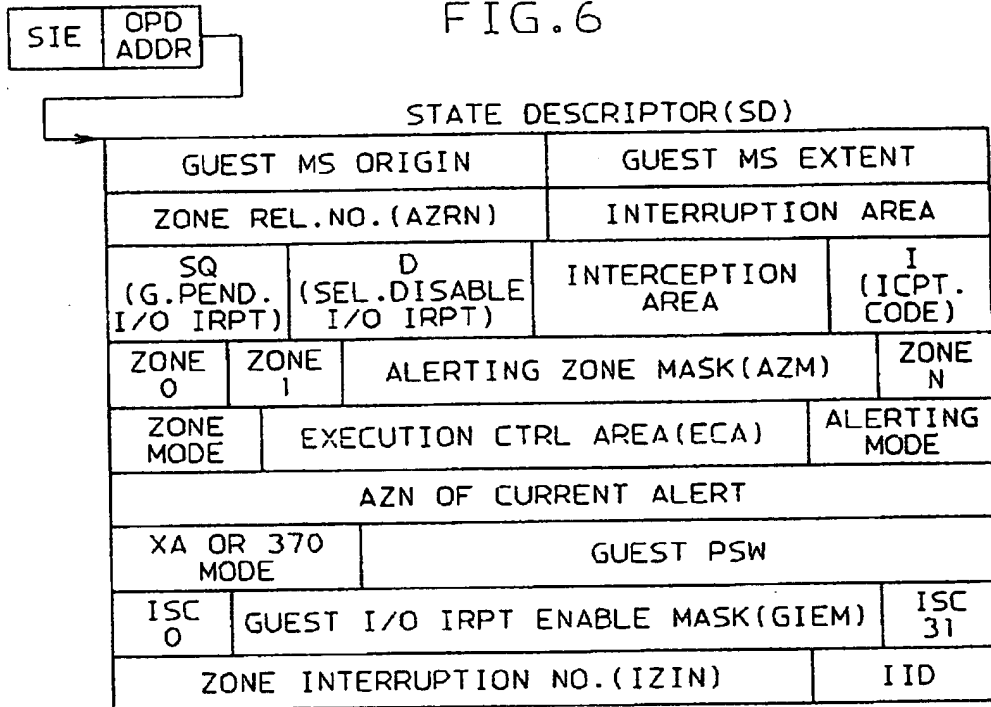 FIG.6
SIE
OPD
ADDR
STATE DESCRIPTOR(SD)
GUEST MS ORIGIN
GUEST MS EXTENT
ZONE REL.NO.(AZRN)
INTERRUPTION AREA
SQ
(G.PEND.
I/O IRPT)
D
(SEL.DISABLE
I/O IRPT)
INTERCEPTION
AREA
I
(ICPT.
CODE)
ZONE
0
ZONE
1
ALERTING ZONE MASK(AZM)
ZONE
N
ZONE
MODE
EXECUTION CTRL AREA(ECA)
ALERTING
MODE
AZN OF CURRENT ALERT
XA OR 370
MODE
GUEST PSW
ISC
0
GUEST I/O IRPT ENABLE MASK(GIEM)
ISC
31
ZONE INTERRUPTION NO.(IZIN)
IID